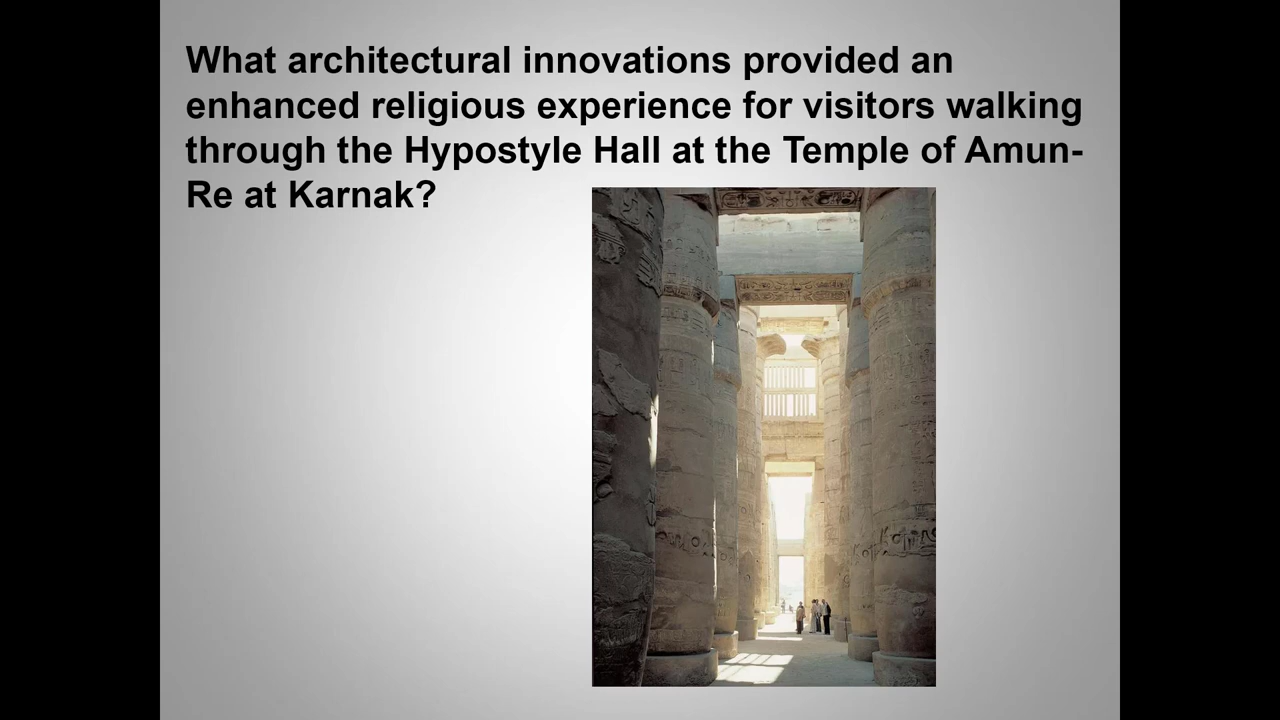 What architectural innovations provided an
enhanced religious experience for visitors walking
through the Hypostyle Hall at the Temple of Amun-
Re at Karnak?